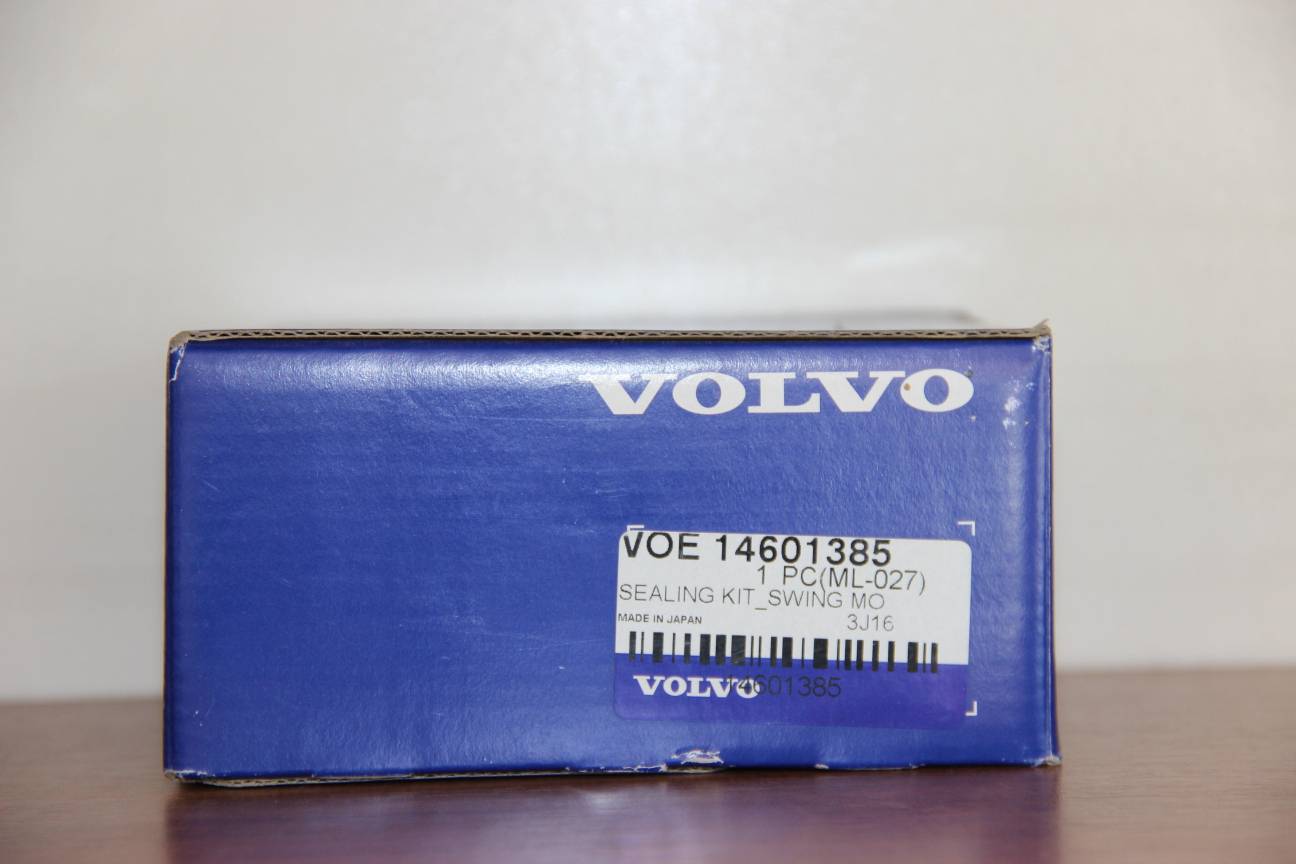 VOLVO
VOE 14601385
1 PC(ML-027)
SEALING KIT_SWING MO
MADE IN JAPAN 3J16
VOLVO 14601385